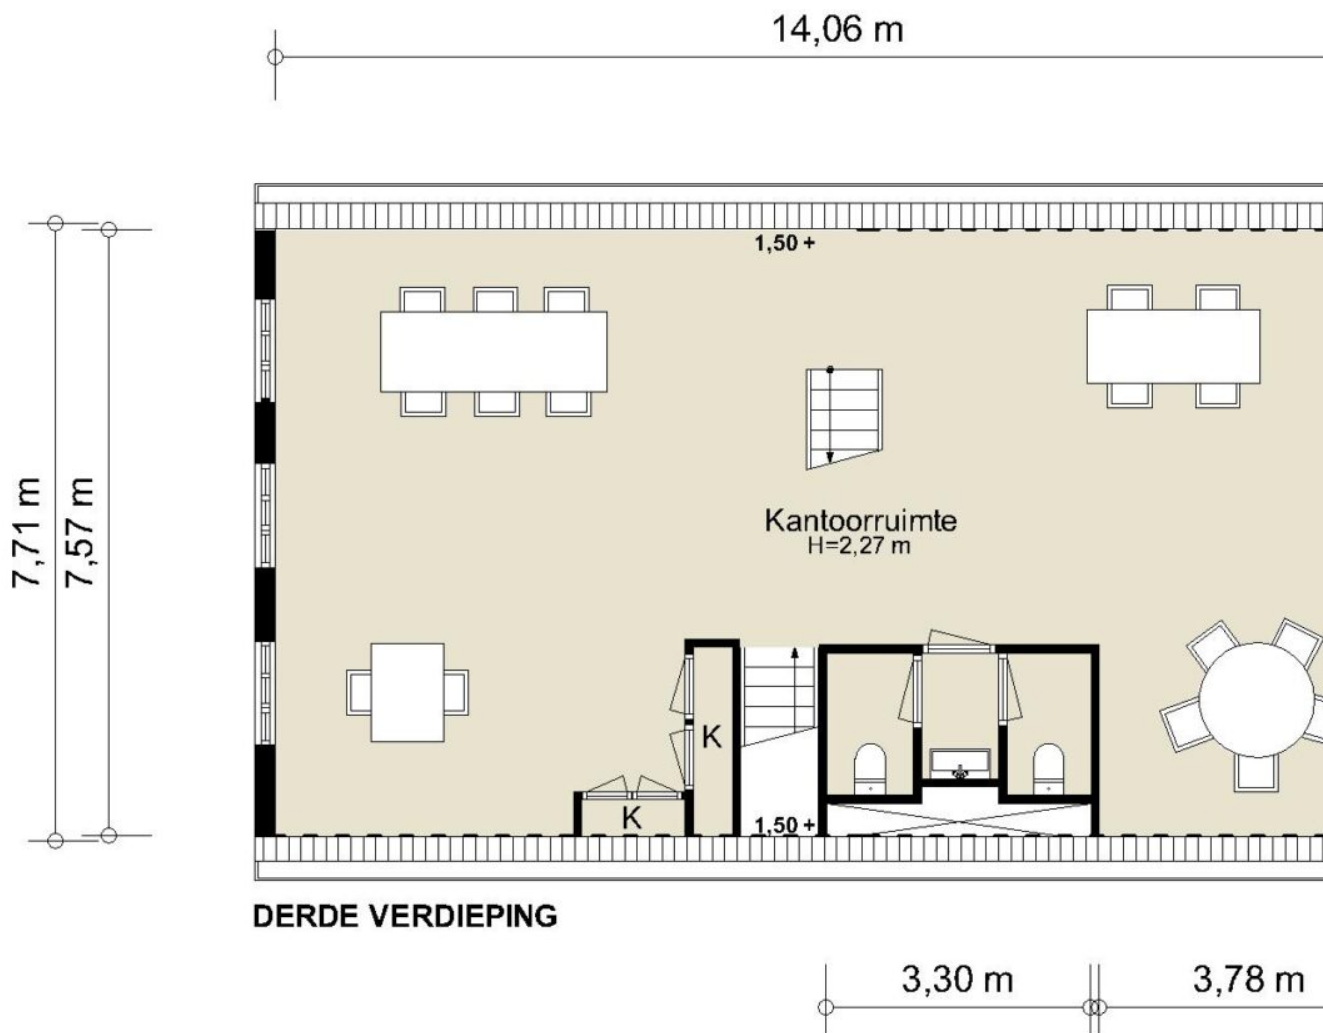 14,06 m
1,50 +
7,71 m
7,57 m
Kantoorruimte
H=2,27 m
K
K
1,50 +
DERDE VERDIEPING
3,30 m
3,78 m